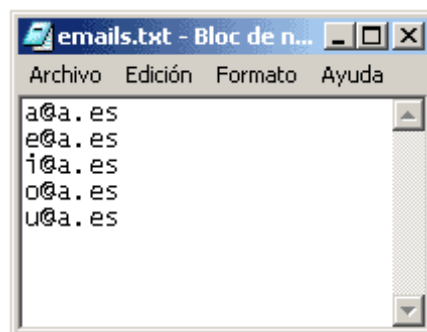 emails.txt - Bloc de n...
Archivo Edición Formato Ayuda
a@a.es
e@a.es
i@a.es
o@a.es
u@a.es